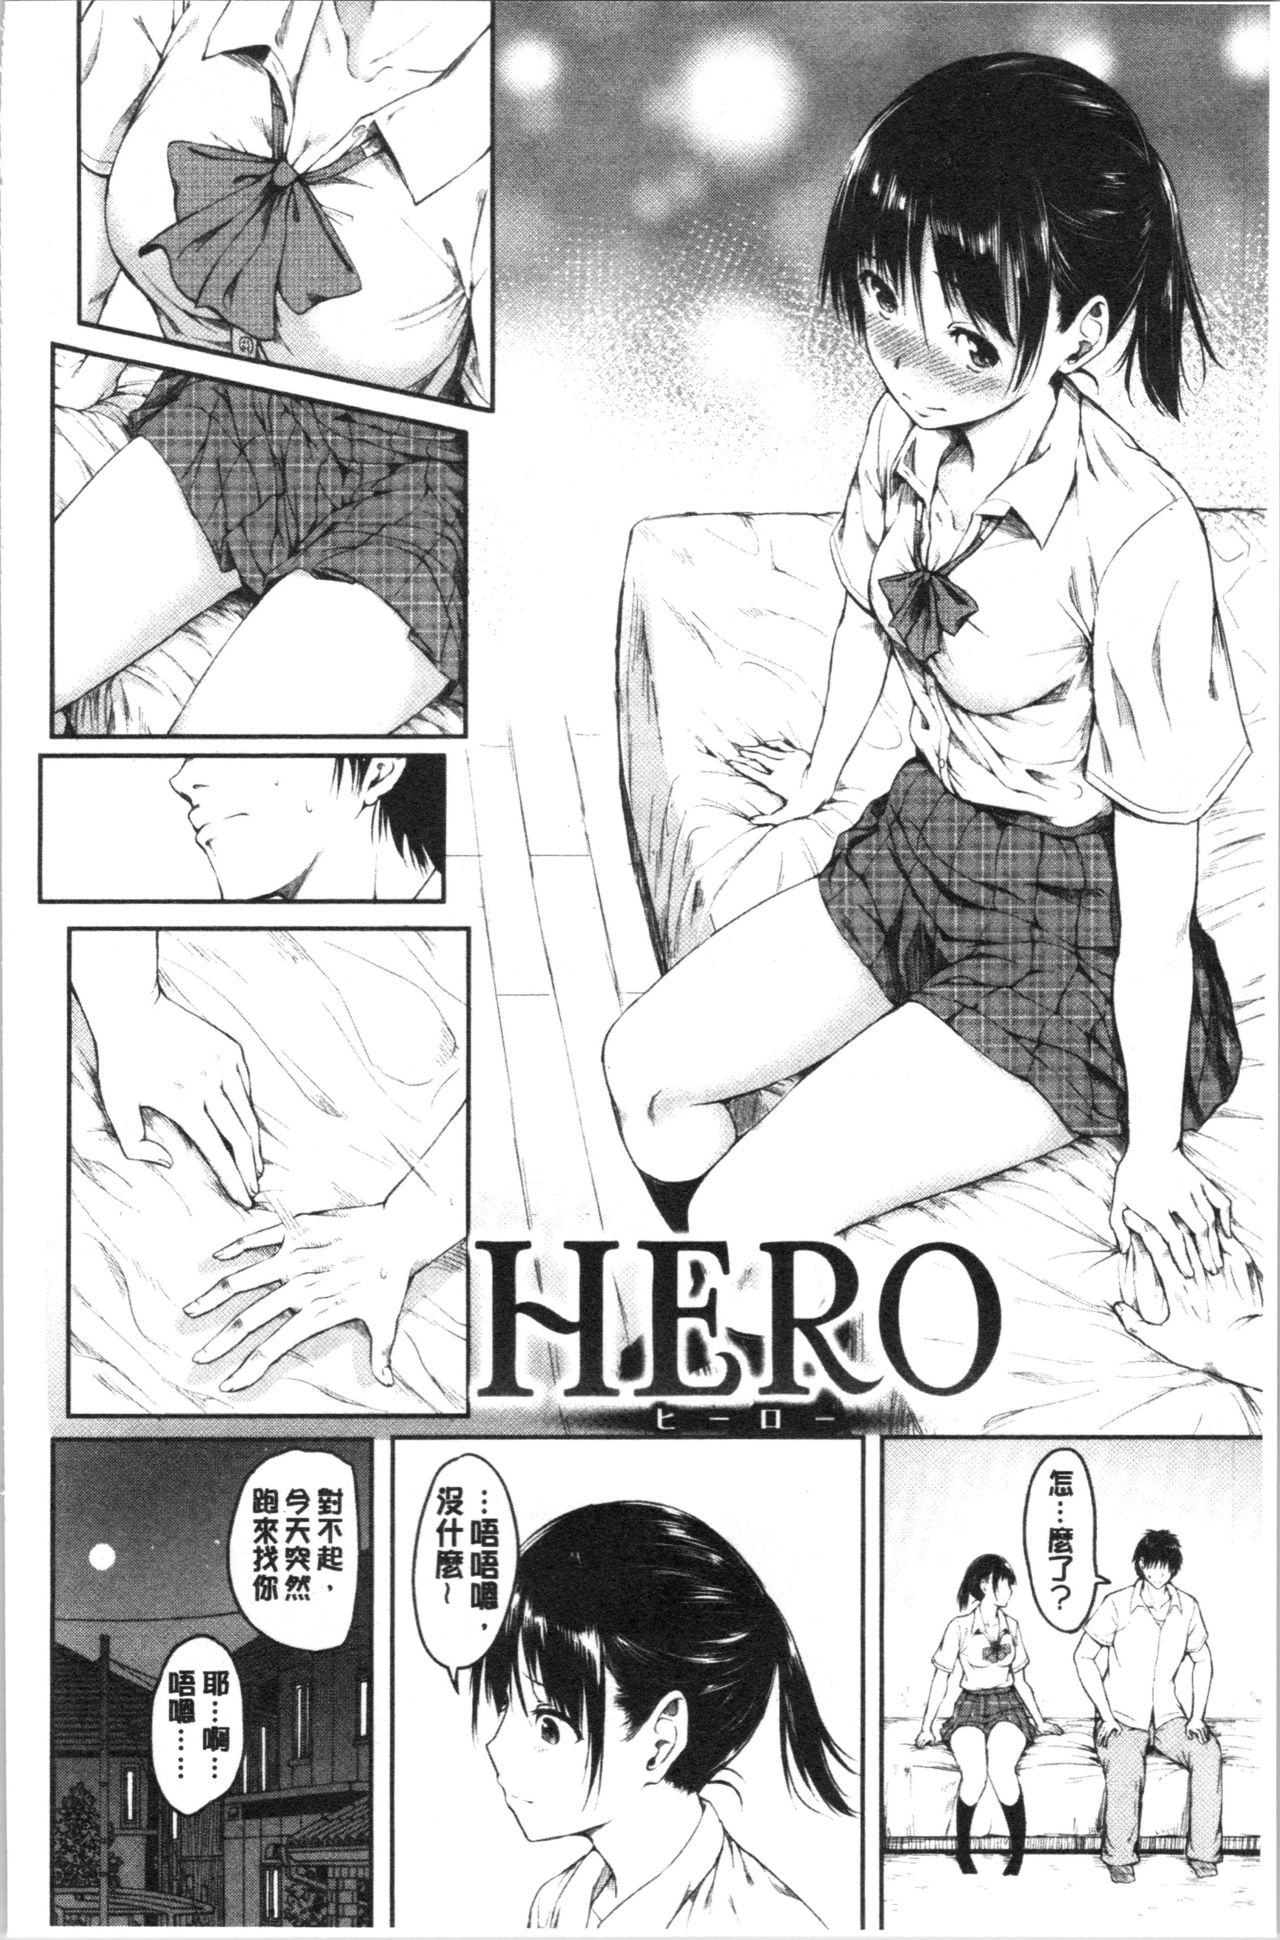 HERO
ヒーロー
怎…麼了？
…唔唔嗯，
沒什麼～
對不起，
今天突然
跑來找你
耶…啊…
唔嗯……